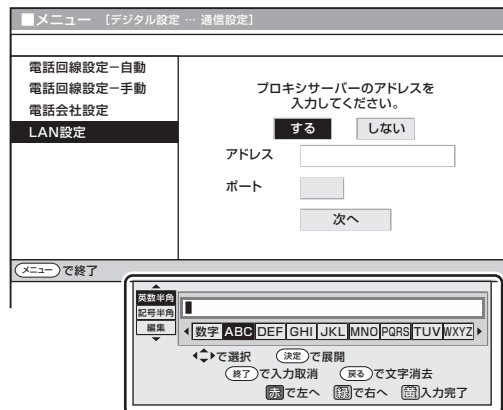 ■メニュー [デジタル設定 … 通信設定]
電話回線設定－自動
電話回線設定－手動
電話会社設定
LAN設定
プロキシサーバーのアドレスを
入力してください。
する しない
アドレス
ポート
次へ
メニューで終了
英数半角
記号半角
編集
数字 ABC DEF GHI JKL MNO PQRS TUV WXYZ
で選択 決定で展開
終了で入力取消 戻るで文字消去
赤で左へ 緑で右へ 黄入力完了